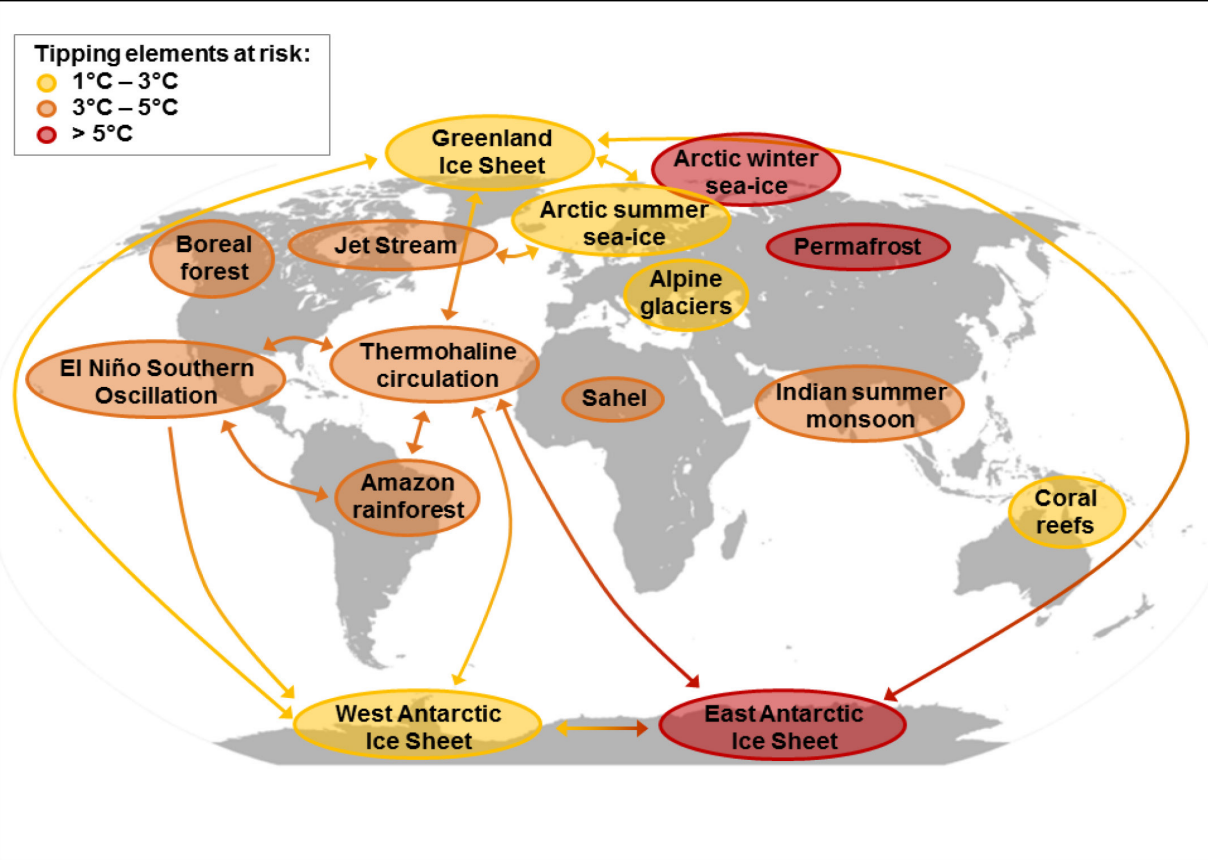 Tipping elements at risk:
1°C – 3°C
3°C – 5°C
> 5°C
Greenland
Ice Sheet
Arctic winter
sea-ice
Arctic summer
sea-ice
Boreal
forest
Jet Stream
Permafrost
Alpine
glaciers
El Niño Southern
Oscillation
Thermohaline
circulation
Sahel
Indian summer
monsoon
Amazon
rainforest
Coral
reefs
West Antarctic
Ice Sheet
East Antarctic
Ice Sheet